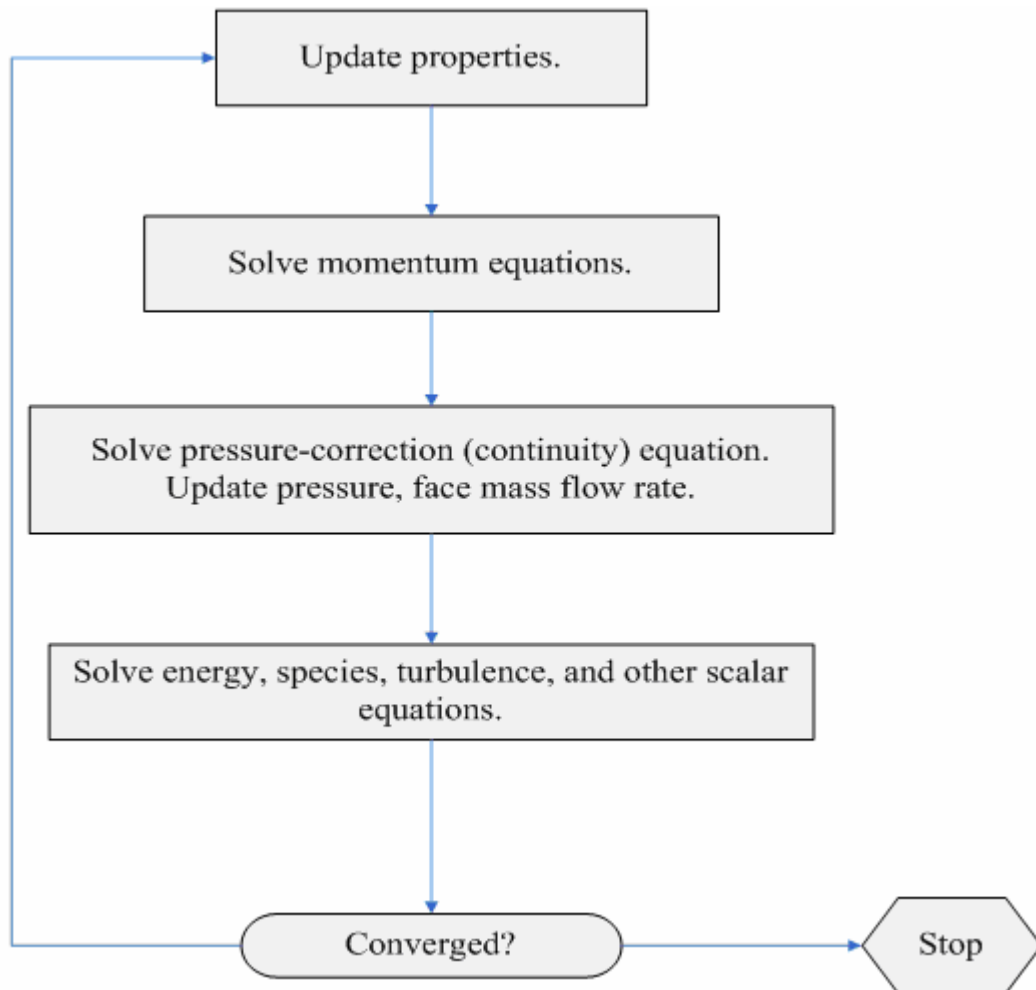 Update properties.
Solve momentum equations.
Solve pressure-correction (continuity) equation.
Update pressure, face mass flow rate.
Solve energy, species, turbulence, and other scalar
equations.
Converged?
Stop